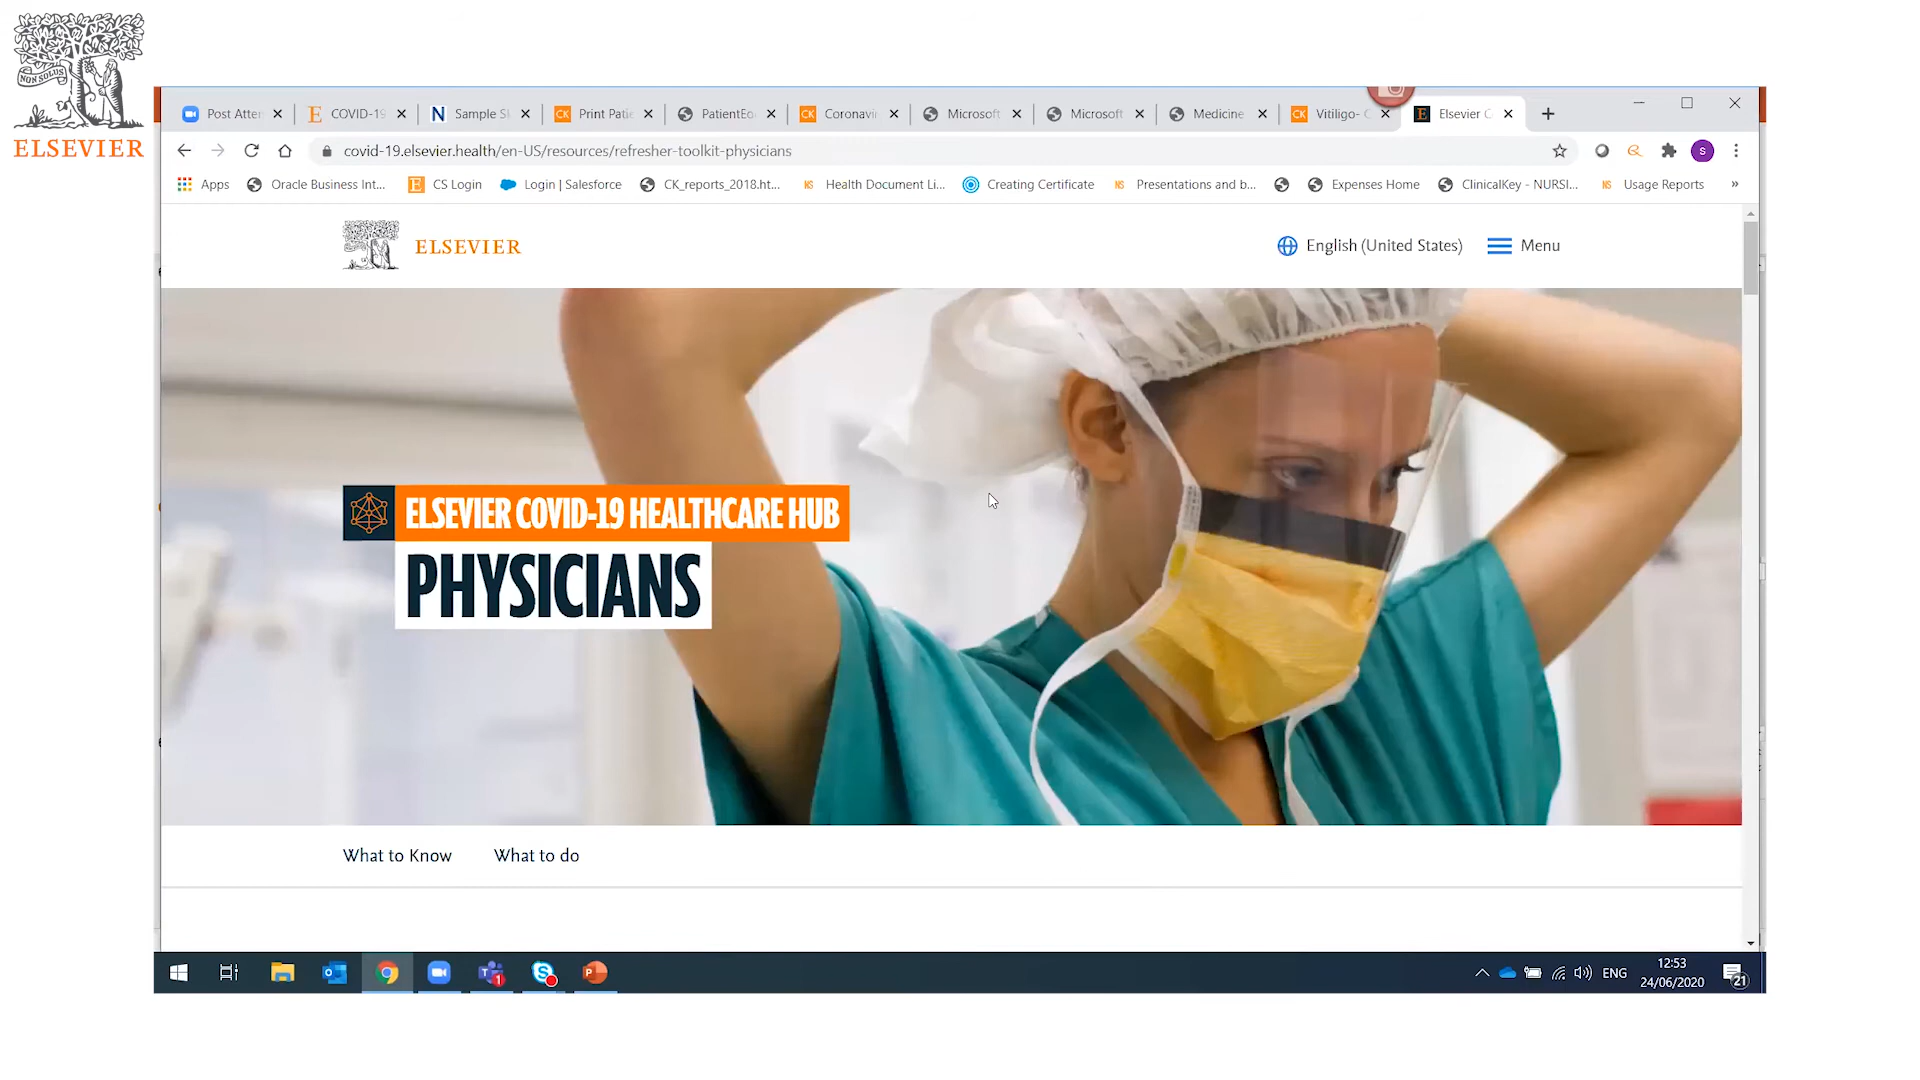 NON SOLUS
ELSEVIER
Post Atter
COVID-19
Sample S
Print Patie
PatientEd
Coronavir
Microsoft
Microsoft
Medicine
Vitiligo- C
Elsevier C
covid-19.elsevier.health/en-US/resources/refresher-toolkit-physicians
Apps
Oracle Business Int...
CS Login
Login | Salesforce
CK_reports_2018.ht...
Health Document Li...
Creating Certificate
Presentations and b...
Expenses Home
ClinicalKey - NURSI...
Usage Reports
ELSEVIER
English (United States)
Menu
ELSEVIER COVID-19 HEALTHCARE HUB
PHYSICIANS
What to Know
What to do
ENG
12:53
24/06/2020
21